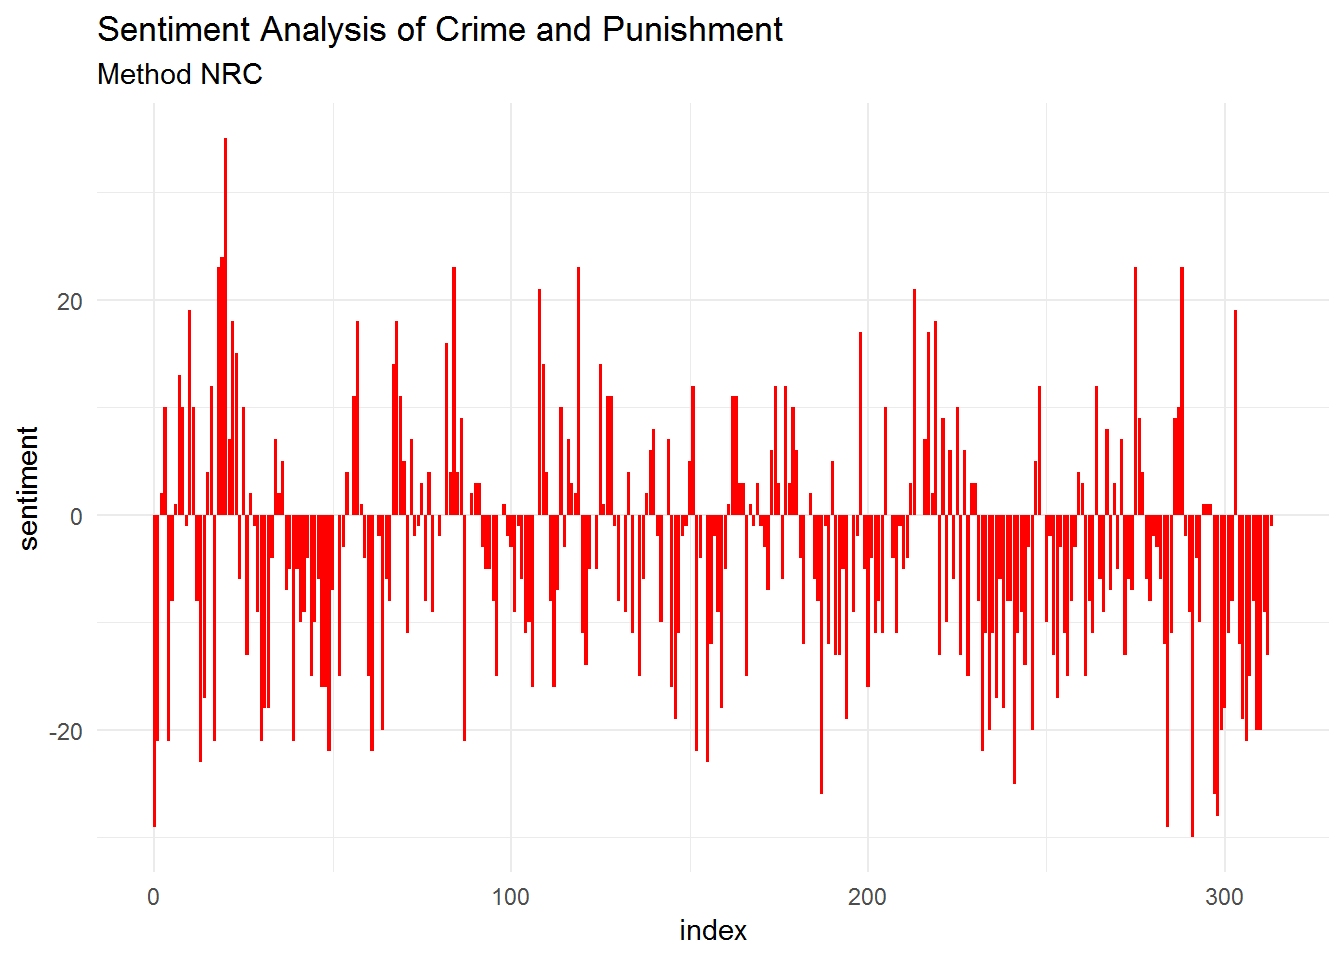 Sentiment Analysis of Crime and Punishment
Method NRC
sentiment
20
0
-20
0
100
200
300
index